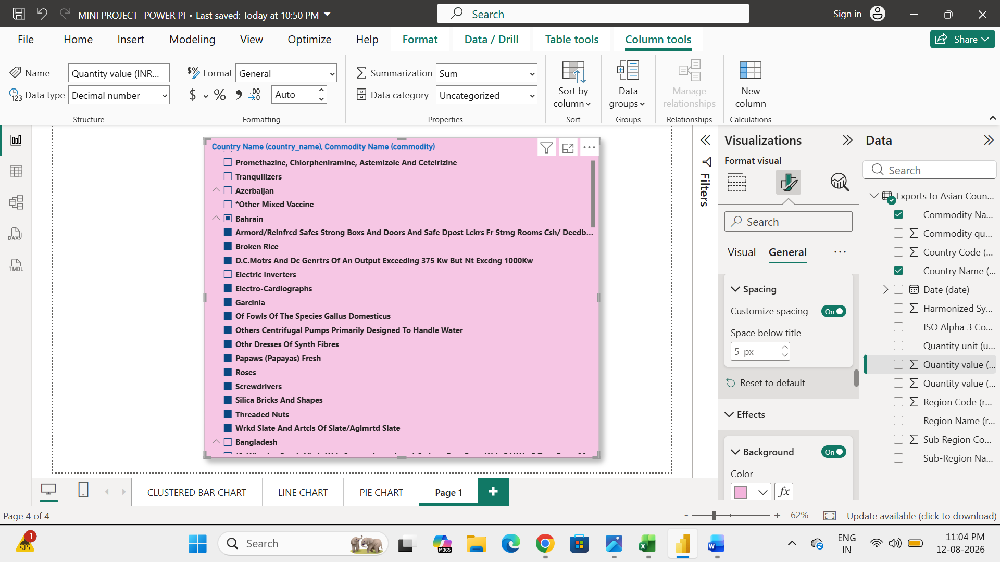 MINI PROJECT -POWER PI • Last saved: Today at 10:50 PM
Search
Sign in
File
Home
Insert
Modeling
View
Optimize
Help
Format
Data / Drill
Table tools
Column tools
Share
Name
Quantity value (INR...
Data type
Decimal number
Structure
Format
General
$
%
Auto
Formatting
Summarization
Sum
Data category
Uncategorized
Properties
Sort by
column
Sort
Data
groups
Groups
Manage
relationships
Relationships
New
column
Calculations
DAX
TMDL
Country Name (country_name), Commodity Name (commodity)
Promethazine, Chlorpheniramine, Astemizole And Ceteirizine
Tranquilizers
Azerbaijan
*Other Mixed Vaccine
Bahrain
Armord/Reinfrcd Safes Strong Boxs And Doors And Safe Dpost Lckrs Fr Strng Rooms Csh/ Deedb...
Broken Rice
D.C.Motrs And Dc Genrtrs Of An Output Exceeding 375 Kw But Nt Excdng 1000Kw
Electric Inverters
Electro-Cardiographs
Garcinia
Of Fowls Of The Species Gallus Domesticus
Others Centrifugal Pumps Primarily Designed To Handle Water
Othr Dresses Of Synth Fibres
Papaws (Papayas) Fresh
Roses
Screwdrivers
Silica Bricks And Shapes
Threaded Nuts
Wrkd Slate And Artcls Of Slate/Aglmrtd Slate
Bangladesh
Filters
Visualizations
Format visual
Search
Visual
General
Spacing
Customize spacing
On
Space below title
5 px
Reset to default
Effects
Background
On
Color
fx
Data
Search
Exports to Asian Coun...
Commodity Na...
Commodity qu...
Country Code (...
Country Name (...
Date (date)
Harmonized Sy...
ISO Alpha 3 Co...
Quantity unit (u...
Quantity value (...
Quantity value (...
Region Code (r...
Region Name (r...
Sub Region Co...
Sub-Region Na...
CLUSTERED BAR CHART
LINE CHART
PIE CHART
Page 1
+
Page 4 of 4
- + 62%
Update available (click to download)
1
Search
M365
ENG
IN
11:04 PM
12-08-2026